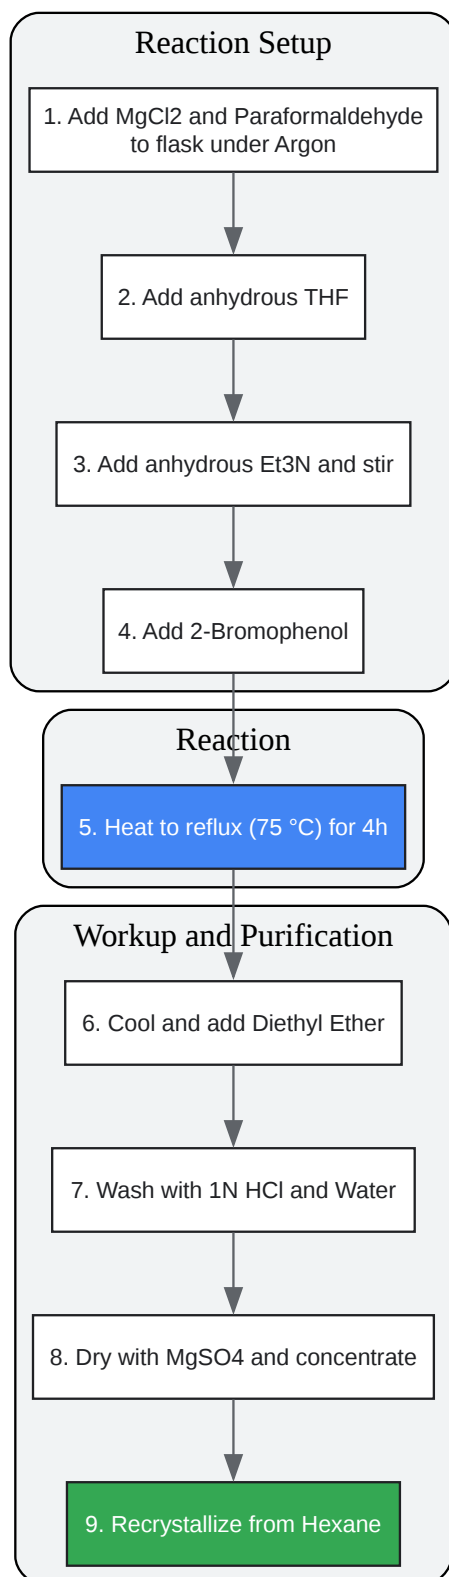 Reaction Setup
1. Add MgCl2 and Paraformaldehyde
to flask under Argon
2. Add anhydrous THF
3. Add anhydrous Et3N and stir
4. Add 2-Bromophenol
Reaction
5. Heat to reflux (75 °C) for 4h
Workup and Purification
6. Cool and add Diethyl Ether
7. Wash with 1N HCl and Water
8. Dry with MgSO4 and concentrate
9. Recrystallize from Hexane